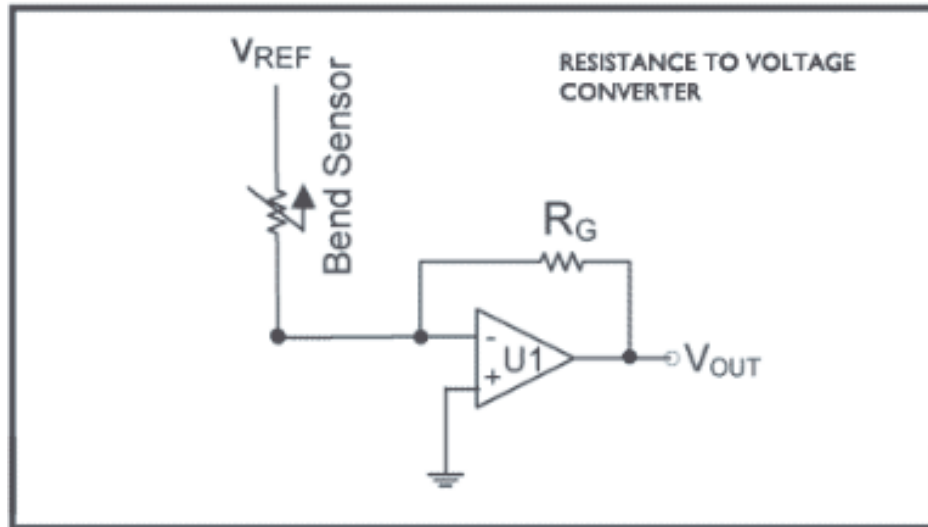 VREF
Bend Sensor
RESISTANCE TO VOLTAGE
CONVERTER
RG
-
U1
+
VOUT